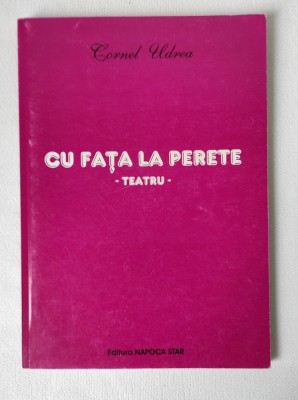 Cornel Udrea
CU FAȚA LA PERETE
- TEATRU -
Editura NAPOCA STAR